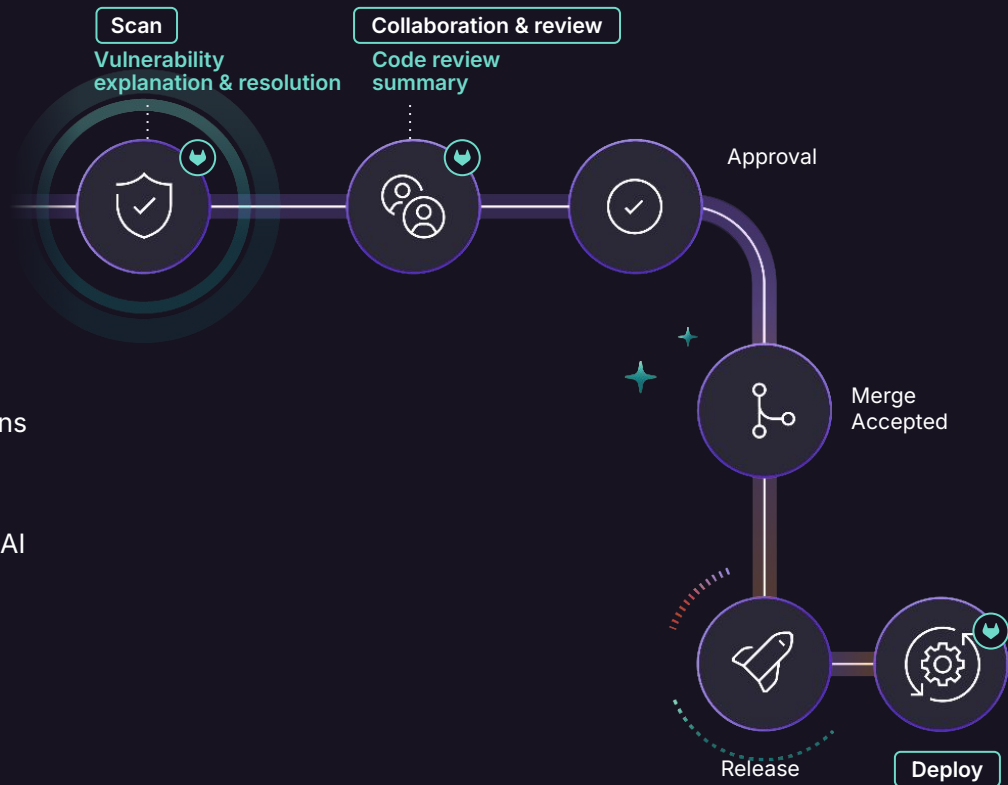 Scan
Vulnerability
explanation & resolution
Collaboration & review
Code review
summary
Approval
Merge
Accepted
ns
AI
Release
Deploy